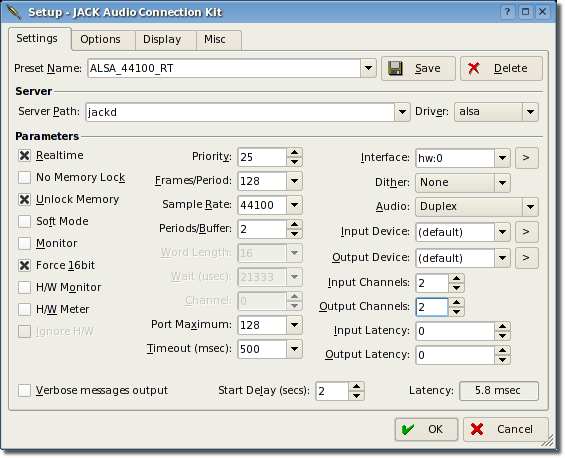 Setup - JACK Audio Connection Kit
Settings Options Display Misc
Preset Name: ALSA_44100_RT Save Delete
Server
Server Path: jackd Driver: alsa
Parameters
Realtime Priority: 25 Interface: hw:0 >
No Memory Lock Frames/Period: 128 Dither: None
Unlock Memory Sample Rate: 44100 Audio: Duplex
Soft Mode Periods/Buffer: 2 Input Device: (default) >
Monitor Word Length: 16 Output Device: (default) >
Force 16bit Wait (usec): 21333 Input Channels: 2
H/W Monitor Channel: 0 Output Channels: 2
H/W Meter Port Maximum: 128 Input Latency: 0
Ignore H/W Timeout (msec): 500 Output Latency: 0
Verbose messages output Start Delay (secs): 2 Latency: 5.8 msec
OK Cancel